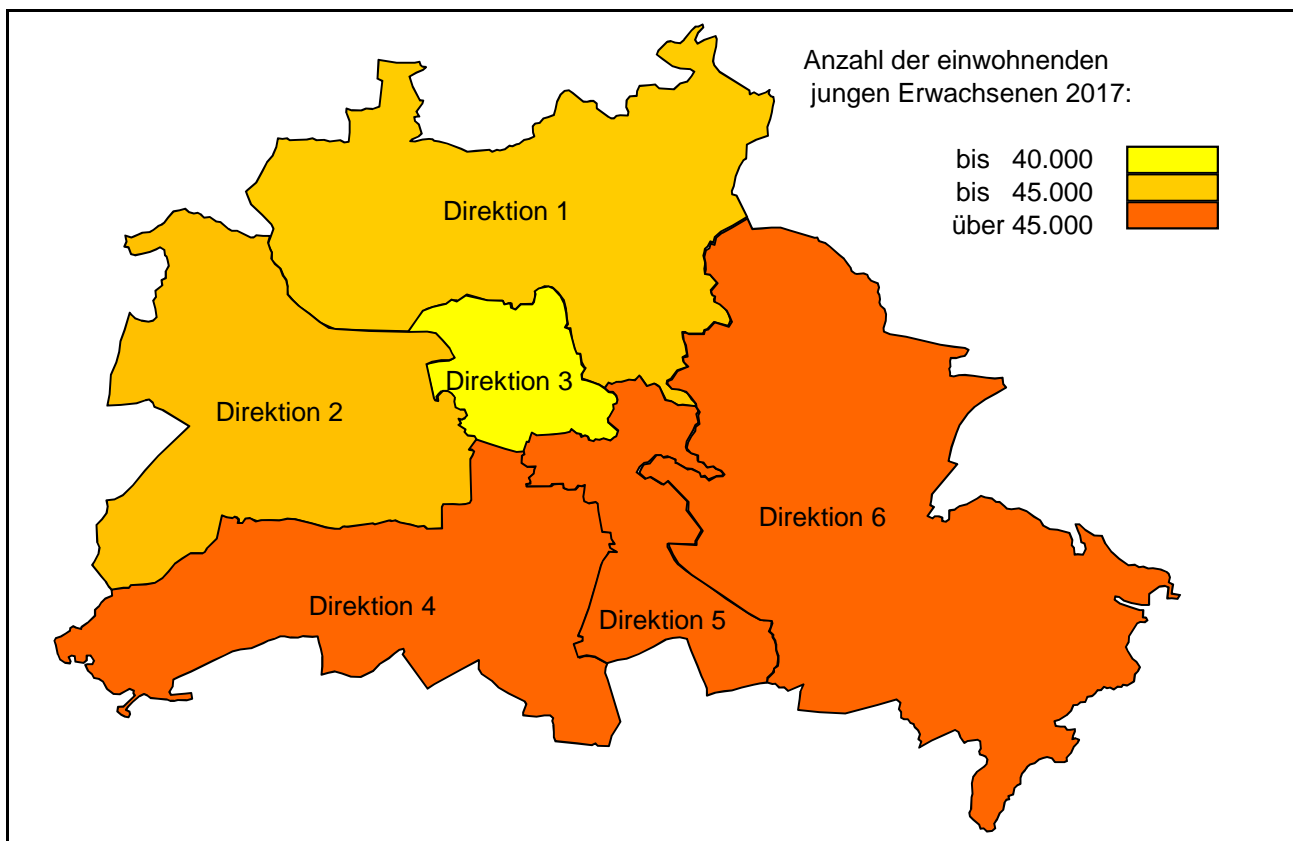 Anzahl der einwohnenden
jungen Erwachsenen 2017:
bis 40.000
bis 45.000
über 45.000
Direktion 1
Direktion 3
Direktion 2
Direktion 6
Direktion 4
Direktion 5